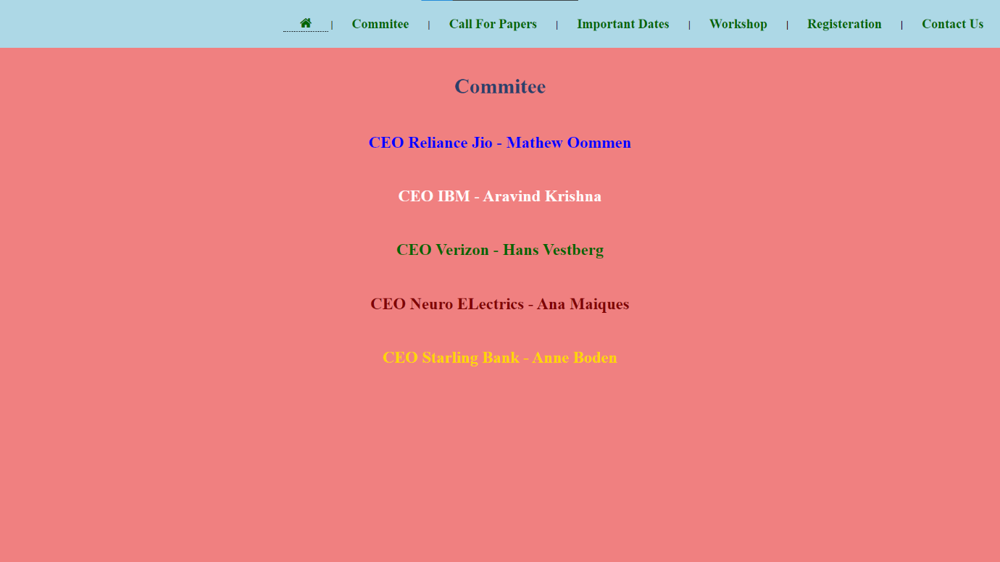 | Commitee | Call For Papers | Important Dates | Workshop | Registeration | Contact Us
Commitee
CEO Reliance Jio - Mathew Oommen
CEO IBM - Aravind Krishna
CEO Verizon - Hans Vestberg
CEO Neuro ELectrics - Ana Maiques
CEO Starling Bank - Anne Boden